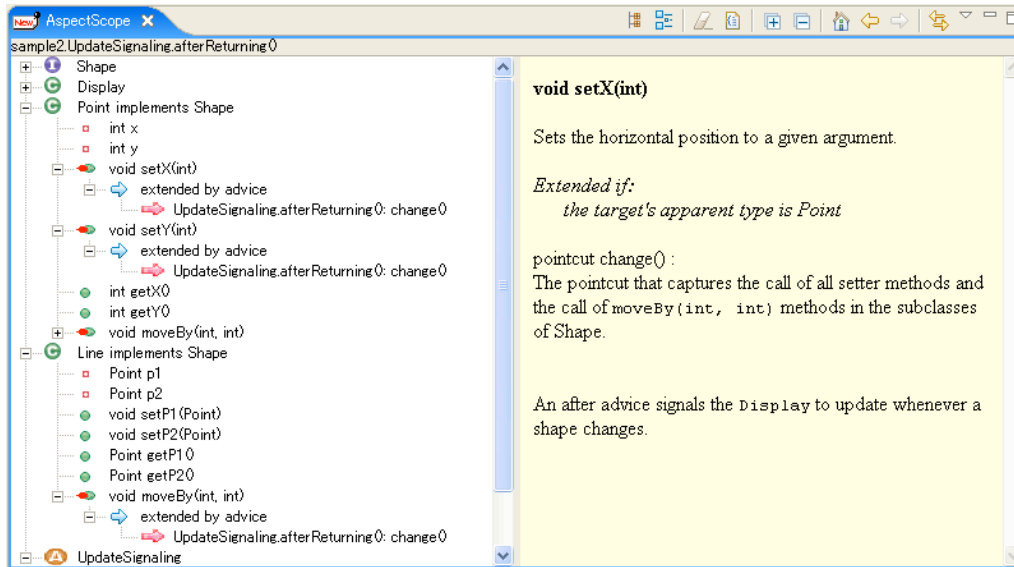 New! AspectScope
sample2.UpdateSignaling.afterReturning()
Shape
Display
Point implements Shape
int x
int y
void setX(int)
extended by advice
UpdateSignaling.afterReturning(): change()
void setY(int)
extended by advice
UpdateSignaling.afterReturning(): change()
int getX()
int getY()
void moveBy(int, int)
Line implements Shape
Point p1
Point p2
void setP1(Point)
void setP2(Point)
Point getP1()
Point getP2()
void moveBy(int, int)
extended by advice
UpdateSignaling.afterReturning(): change()
UpdateSignaling
void setX(int)
Sets the horizontal position to a given argument.
Extended if:
the target's apparent type is Point
pointcut change() :
The pointcut that captures the call of all setter methods and
the call of moveBy(int, int) methods in the subclasses
of Shape.
An after advice signals the Display to update whenever a
shape changes.